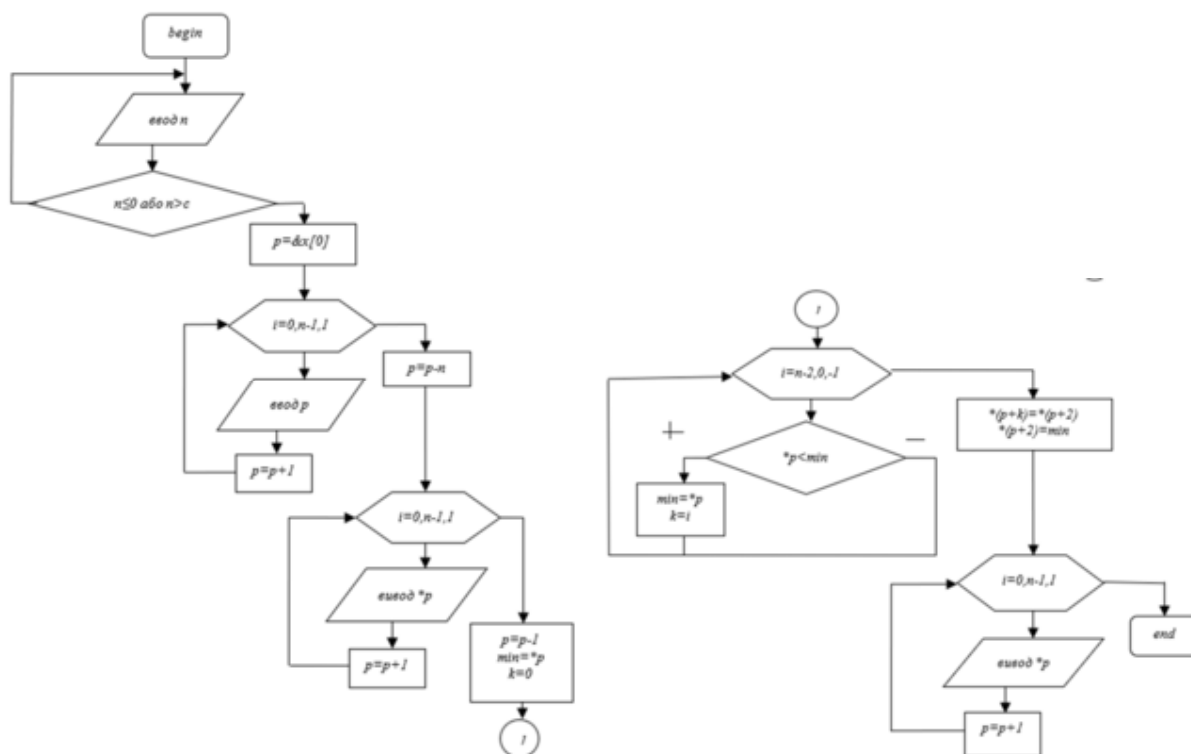 begin
ввод n
n≤0 або n>c
p=&x[0]
i=0,n-1,1
ввод p
p=p+1
p=p-n
i=0,n-1,1
вивод *p
p=p+1
p=p-1
min=*p
k=0
1
1
i=n-2,0,-1
+
*p<min
−
min=*p
k=i
*(p+k)=*(p+2)
*(p+2)=min
i=0,n-1,1
вивод *p
p=p+1
end